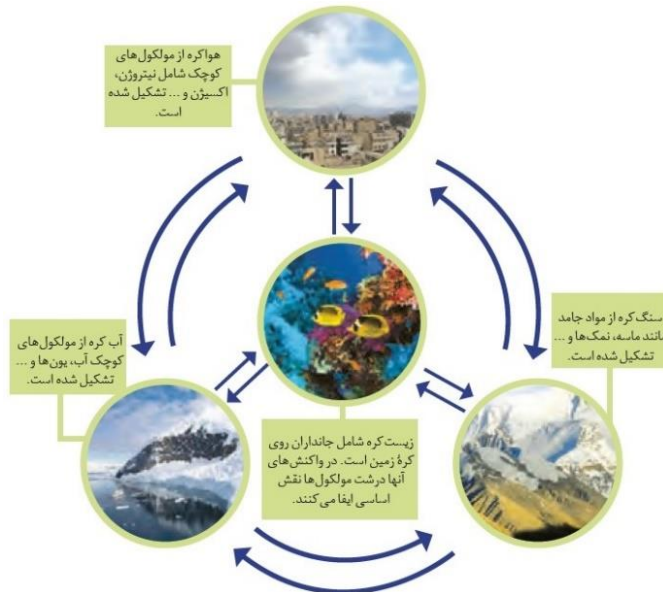 هواکره از مولکول‌های
کوچک شامل نیتروژن،
اکسیژن و ... تشکیل شده
است.
سنگ کره از مواد جامد
مانند ماسه، نمک‌ها و ...
تشکیل شده است.
آب کره از مولکول‌های
کوچک آب، یون‌ها و ...
تشکیل شده است.
زیست کره شامل جانداران روی
کرهٔ زمین است. در واکنش‌های
آنها درشت مولکول‌ها نقش
اساسی ایفا می‌کنند.